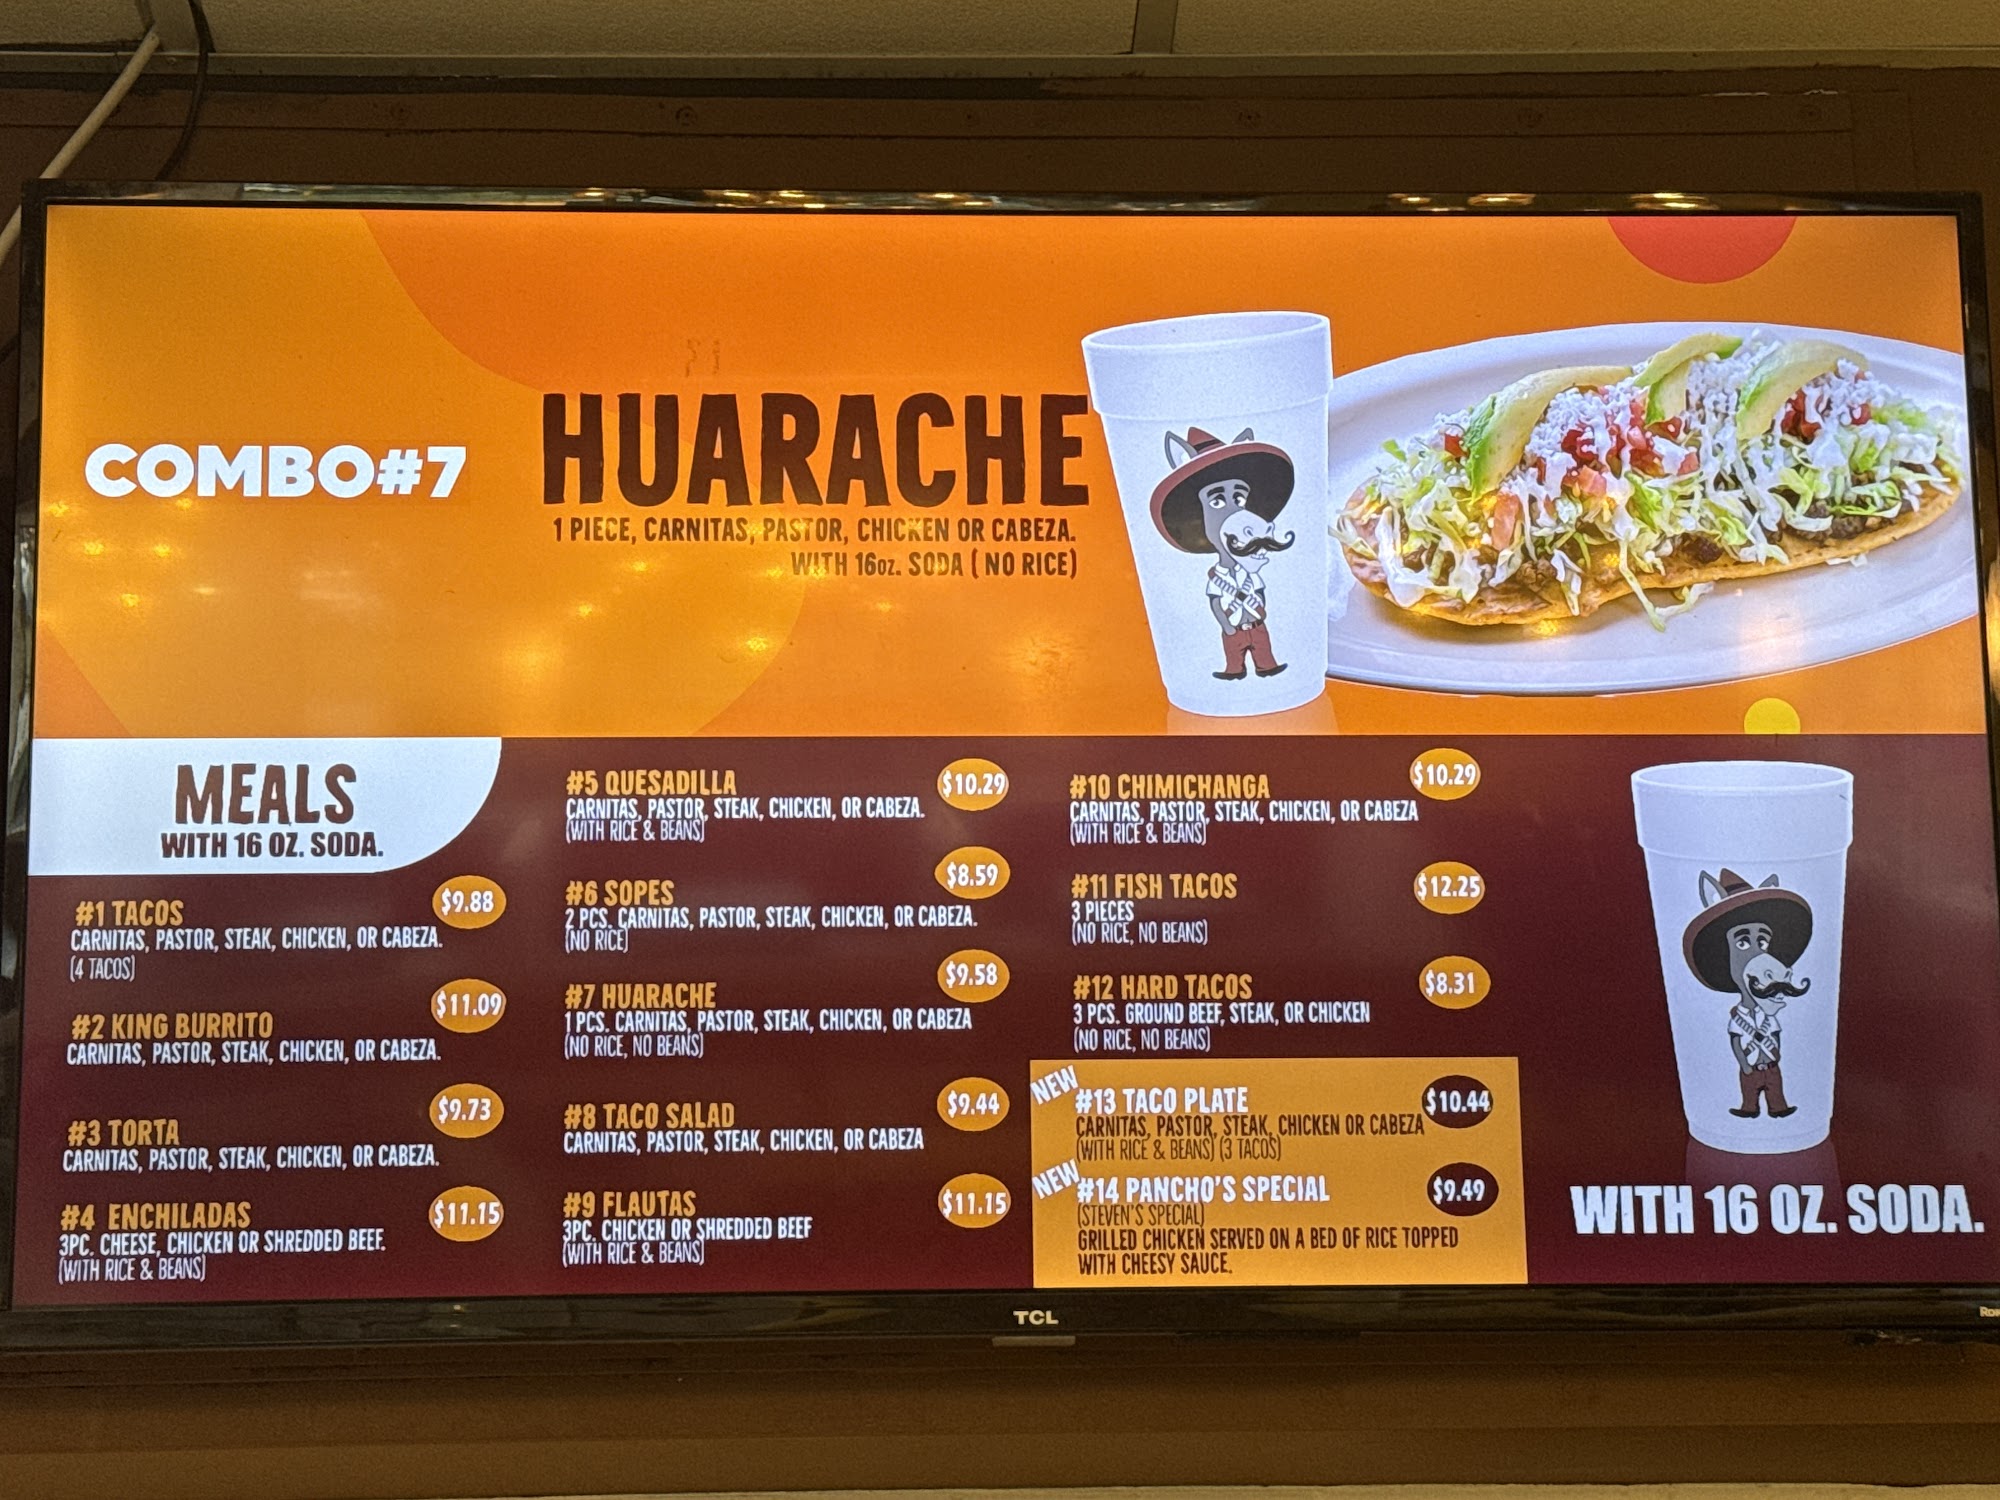 COMBO#7
HUARACHE
1 PIECE, CARNITAS, PASTOR, CHICKEN OR CABEZA.
WITH 16OZ. SODA ( NO RICE)
MEALS
WITH 16 OZ. SODA.
#1 TACOS $9.88
CARNITAS, PASTOR, STEAK, CHICKEN, OR CABEZA.
(4 TACOS)
#2 KING BURRITO $11.09
CARNITAS, PASTOR, STEAK, CHICKEN, OR CABEZA.
#3 TORTA $9.73
CARNITAS, PASTOR, STEAK, CHICKEN, OR CABEZA.
#4 ENCHILADAS $11.15
3PC. CHEESE, CHICKEN OR SHREDDED BEEF.
(WITH RICE & BEANS)
#5 QUESADILLA $10.29
CARNITAS, PASTOR, STEAK, CHICKEN, OR CABEZA.
(WITH RICE & BEANS)
#6 SOPES $8.59
2 PCS. CARNITAS, PASTOR, STEAK, CHICKEN, OR CABEZA.
(NO RICE)
#7 HUARACHE $9.58
1 PCS. CARNITAS, PASTOR, STEAK, CHICKEN, OR CABEZA
(NO RICE, NO BEANS)
#8 TACO SALAD $9.44
CARNITAS, PASTOR, STEAK, CHICKEN, OR CABEZA
#9 FLAUTAS $11.15
3PC. CHICKEN OR SHREDDED BEEF
(WITH RICE & BEANS)
#10 CHIMICHANGA $10.29
CARNITAS, PASTOR, STEAK, CHICKEN, OR CABEZA
(WITH RICE & BEANS)
#11 FISH TACOS $12.25
3 PIECES
(NO RICE, NO BEANS)
#12 HARD TACOS $8.31
3 PCS. GROUND BEEF, STEAK, OR CHICKEN
(NO RICE, NO BEANS)
NEW
#13 TACO PLATE $10.44
CARNITAS, PASTOR, STEAK, CHICKEN OR CABEZA
(WITH RICE & BEANS) (3 TACOS)
NEW
#14 PANCHO'S SPECIAL $9.49
(STEVEN'S SPECIAL)
GRILLED CHICKEN SERVED ON A BED OF RICE TOPPED
WITH CHEESY SAUCE.
WITH 16 OZ. SODA.
TCL